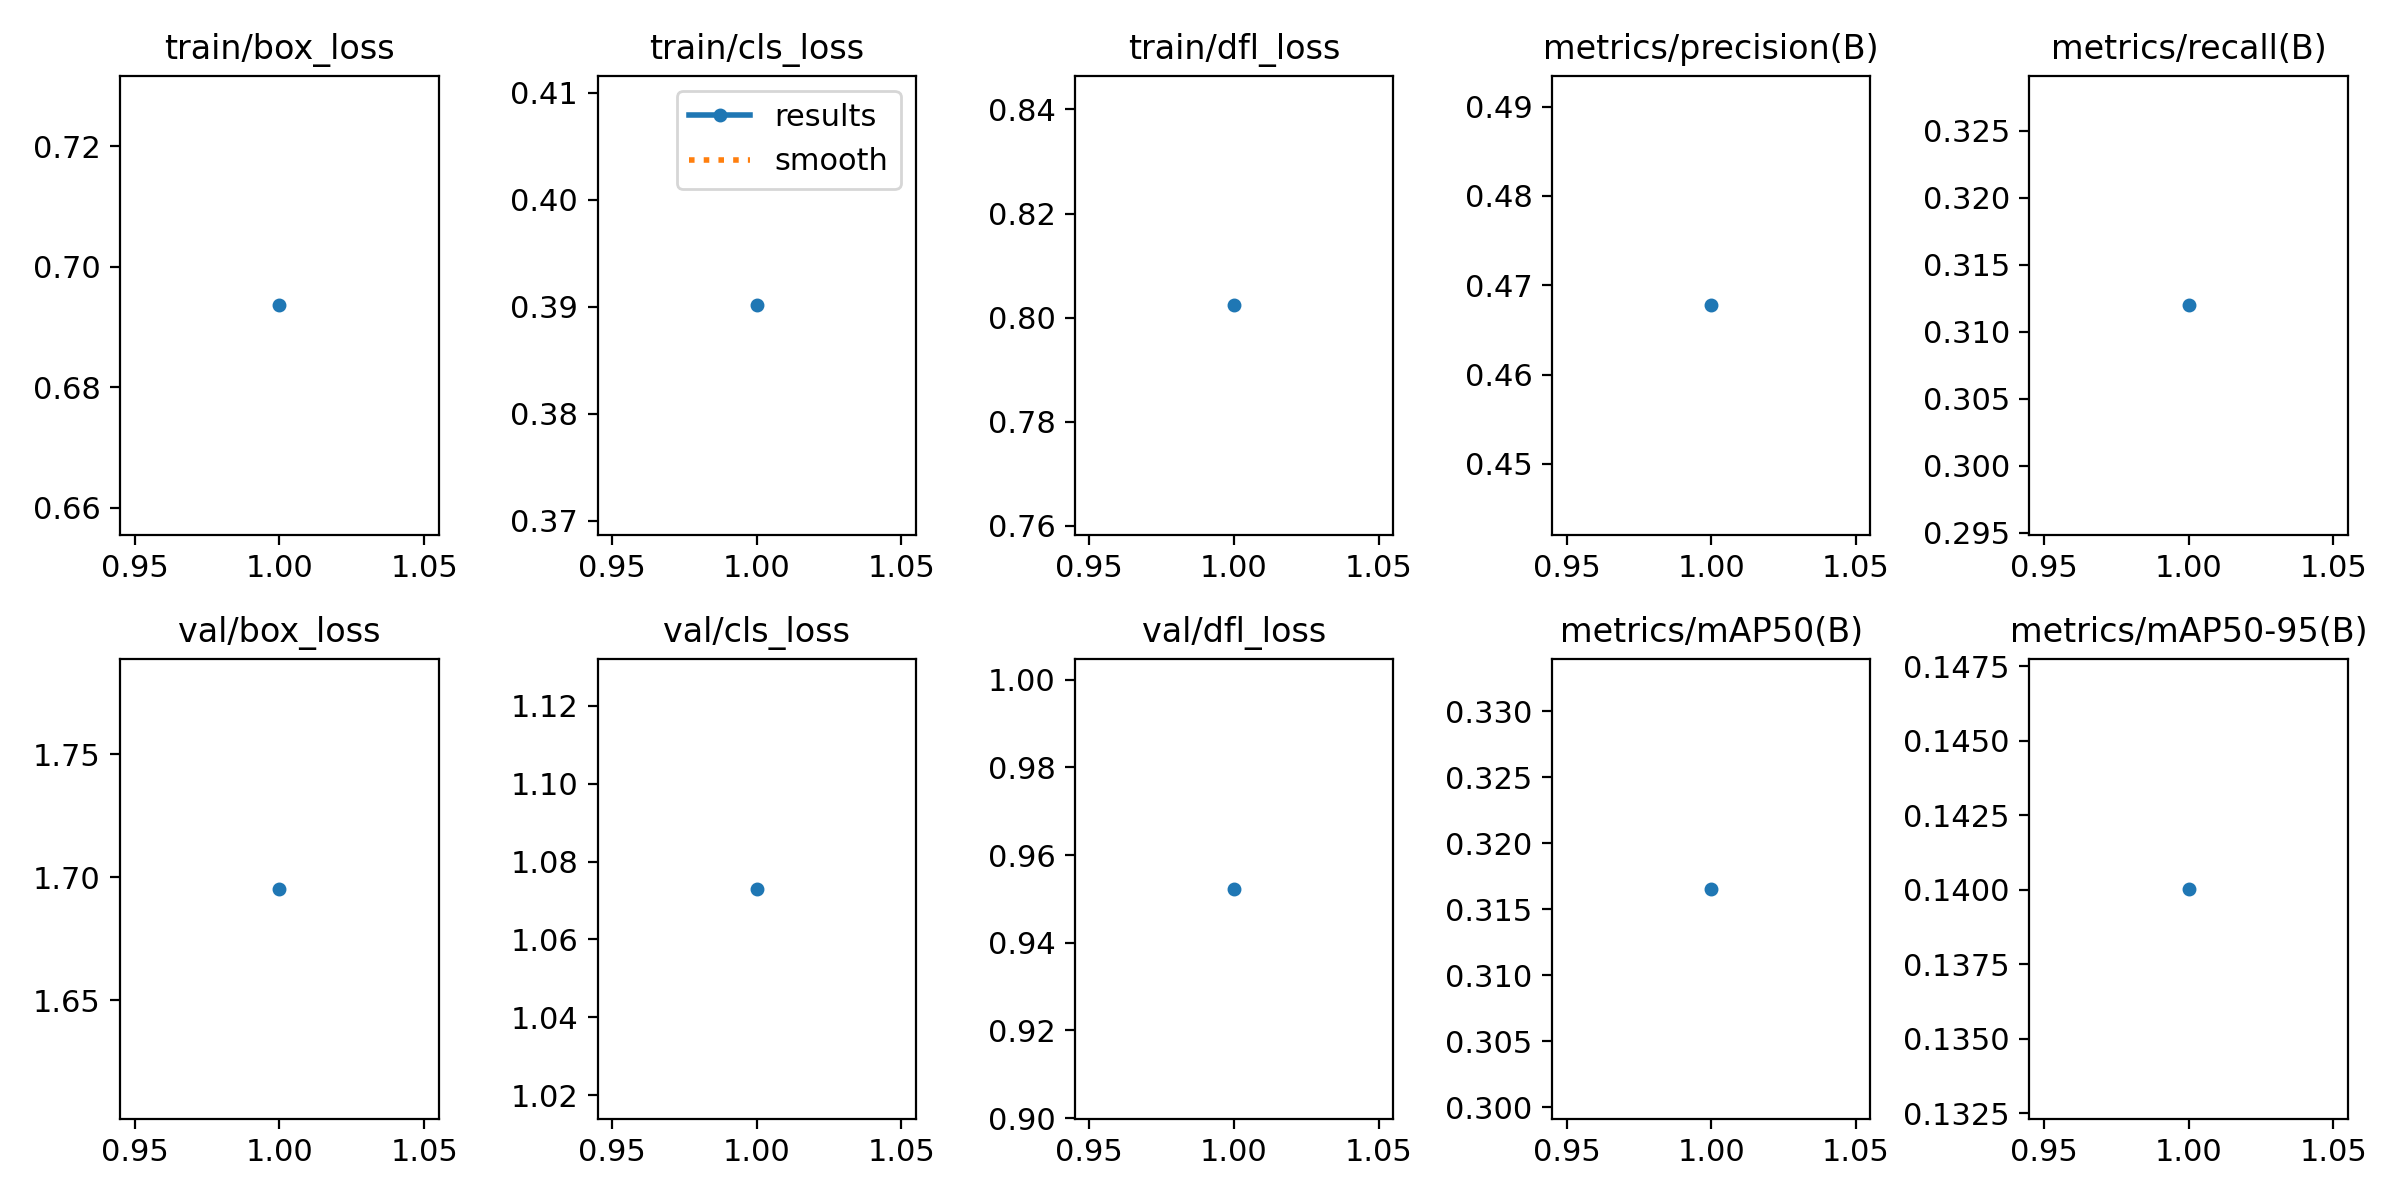 train/box_loss
0.72
0.70
0.68
0.66
0.95 1.00 1.05
train/cls_loss
results
smooth
0.41
0.40
0.39
0.38
0.37
0.95 1.00 1.05
train/dfl_loss
0.84
0.82
0.80
0.78
0.76
0.95 1.00 1.05
metrics/precision(B)
0.49
0.48
0.47
0.46
0.45
0.95 1.00 1.05
metrics/recall(B)
0.325
0.320
0.315
0.310
0.305
0.300
0.295
0.95 1.00 1.05
val/box_loss
1.75
1.70
1.65
0.95 1.00 1.05
val/cls_loss
1.12
1.10
1.08
1.06
1.04
1.02
0.95 1.00 1.05
val/dfl_loss
1.00
0.98
0.96
0.94
0.92
0.90
0.95 1.00 1.05
metrics/mAP50(B)
0.330
0.325
0.320
0.315
0.310
0.305
0.300
0.95 1.00 1.05
metrics/mAP50-95(B)
0.1475
0.1450
0.1425
0.1400
0.1375
0.1350
0.1325
0.95 1.00 1.05